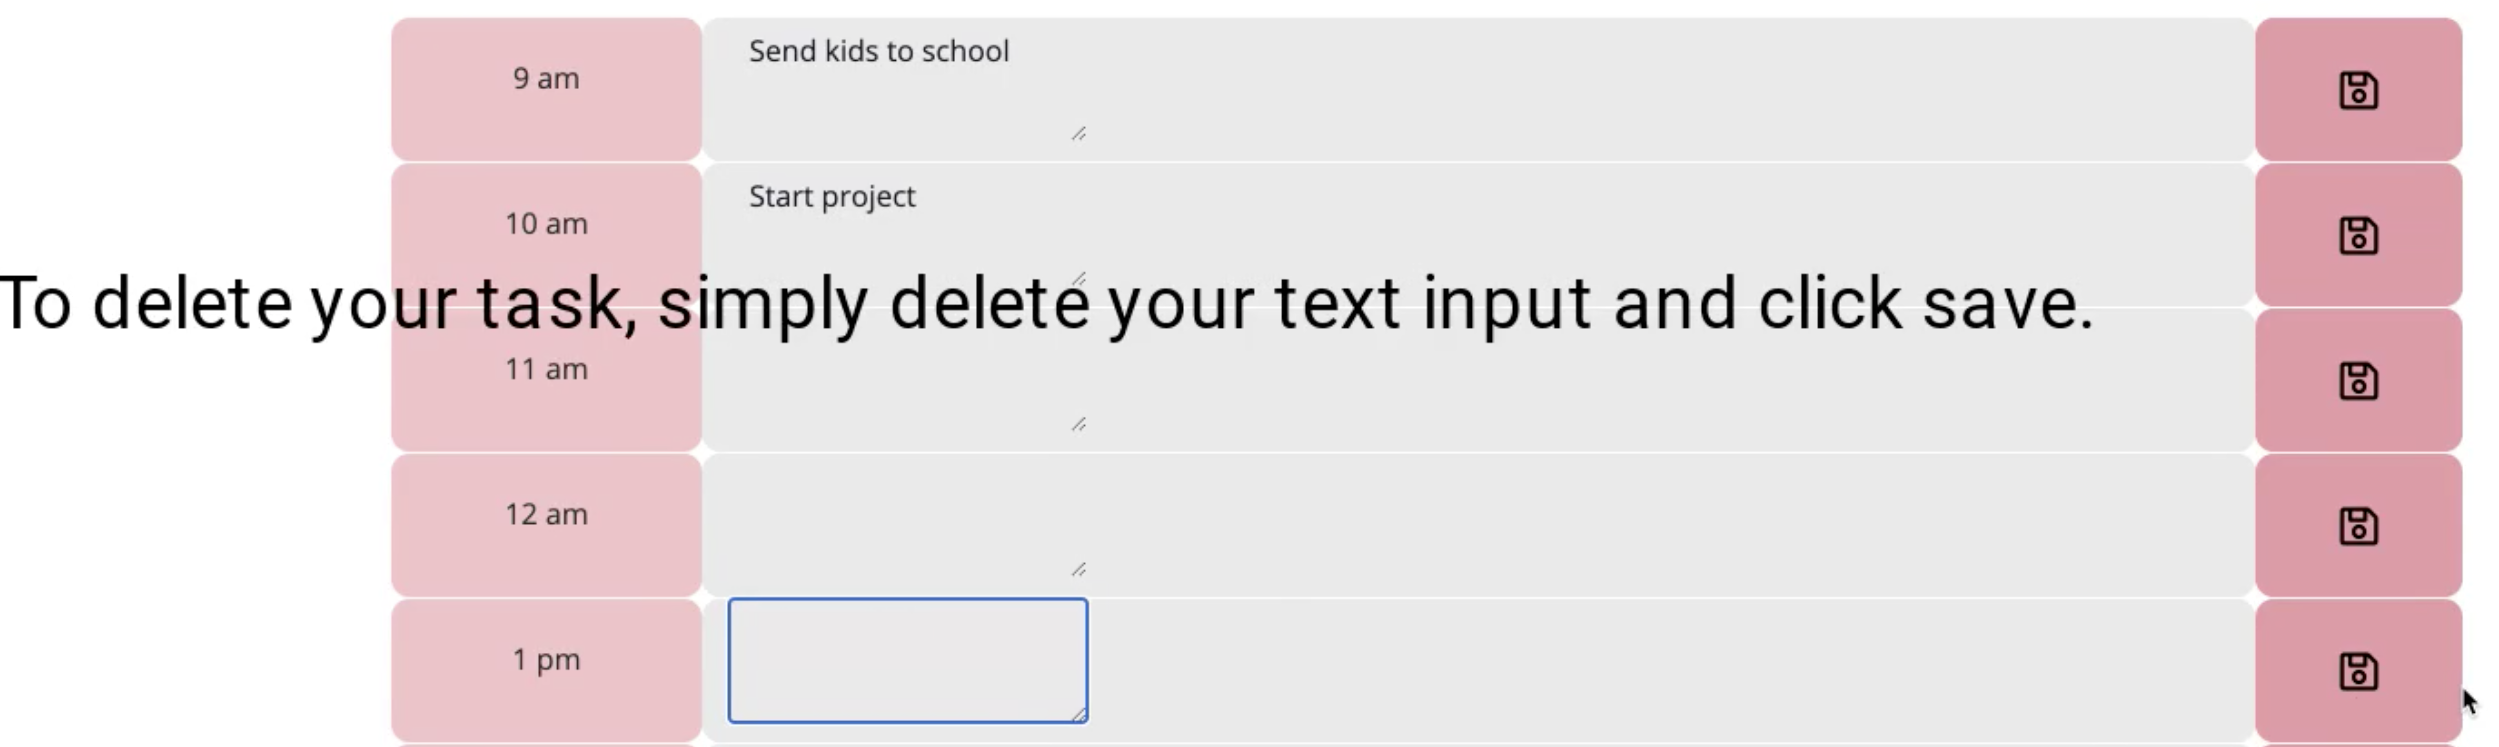 9 am
Send kids to school
10 am
Start project
To delete your task, simply delete your text input and click save.
11 am
12 am
1 pm